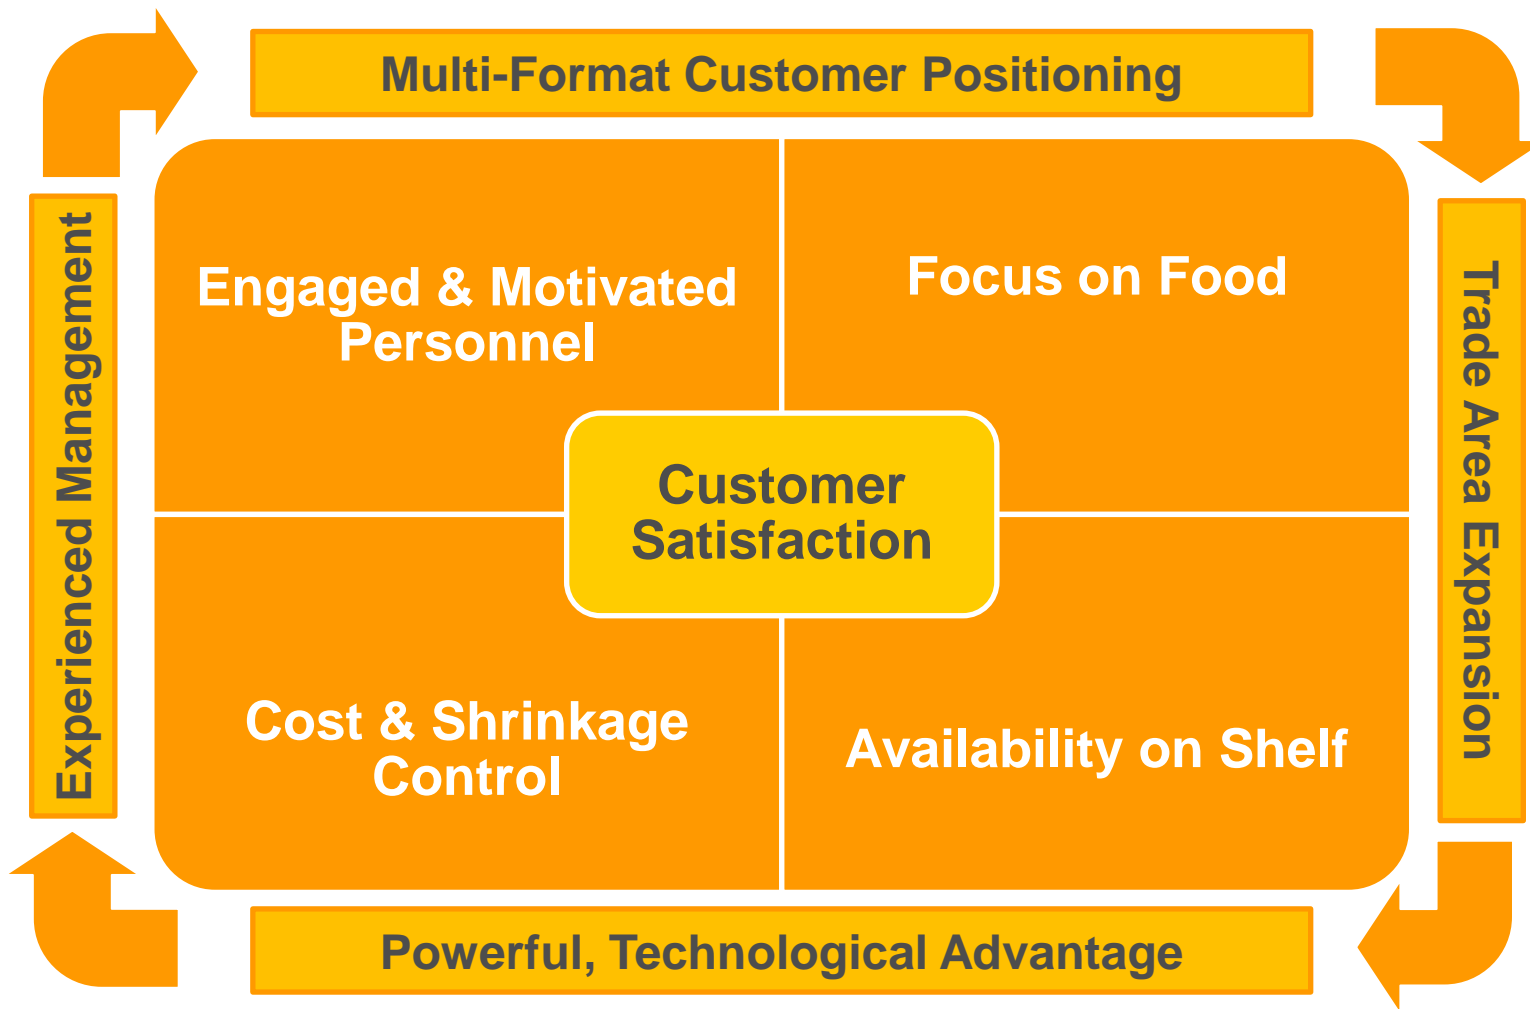 Multi-Format Customer Positioning
Experienced Management
Engaged & Motivated
Personnel
Focus on Food
Trade Area Expansion
Customer
Satisfaction
Cost & Shrinkage
Control
Availability on Shelf
Powerful, Technological Advantage